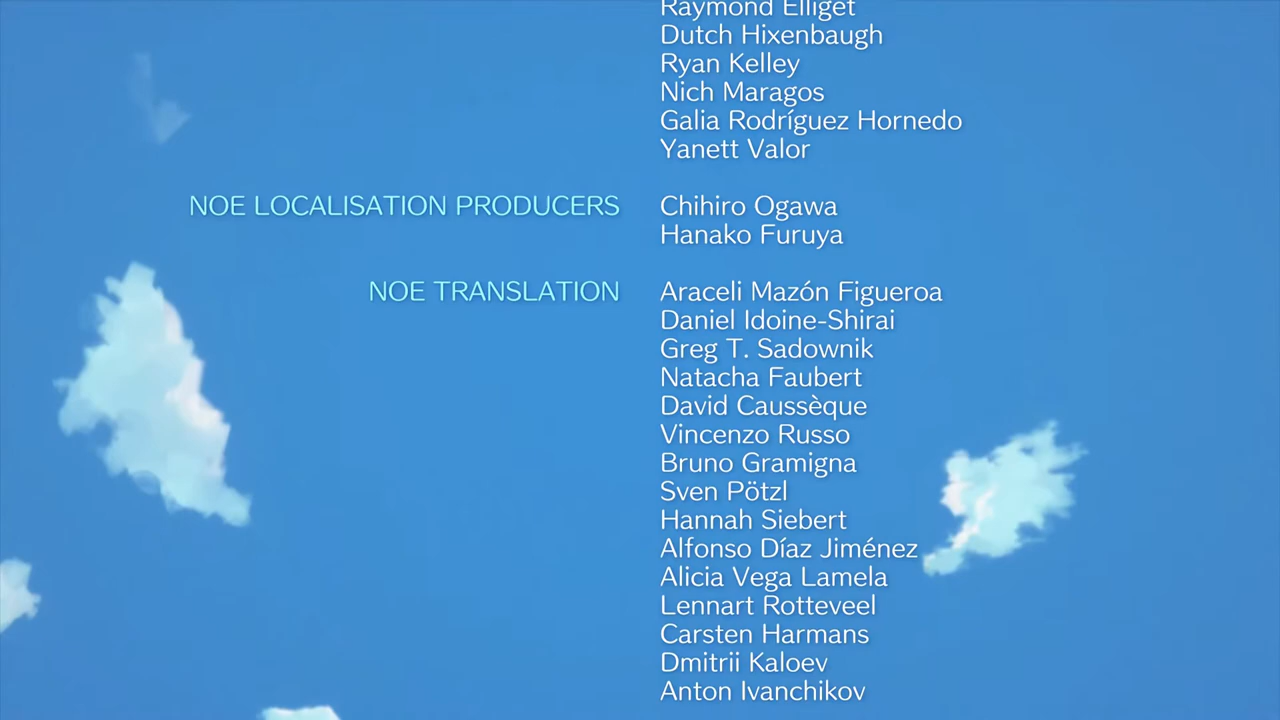 Raymond Elliget
Dutch Hixenbaugh
Ryan Kelley
Nich Maragos
Galia Rodríguez Hornedo
Yanett Valor
NOE LOCALISATION PRODUCERS Chihiro Ogawa
Hanako Furuya
NOE TRANSLATION Araceli Mazón Figueroa
Daniel Idoine-Shirai
Greg T. Sadownik
Natacha Faubert
David Caussèque
Vincenzo Russo
Bruno Gramigna
Sven Pötzl
Hannah Siebert
Alfonso Díaz Jiménez
Alicia Vega Lamela
Lennart Rotteveel
Carsten Harmans
Dmitrii Kaloev
Anton Ivanchikov